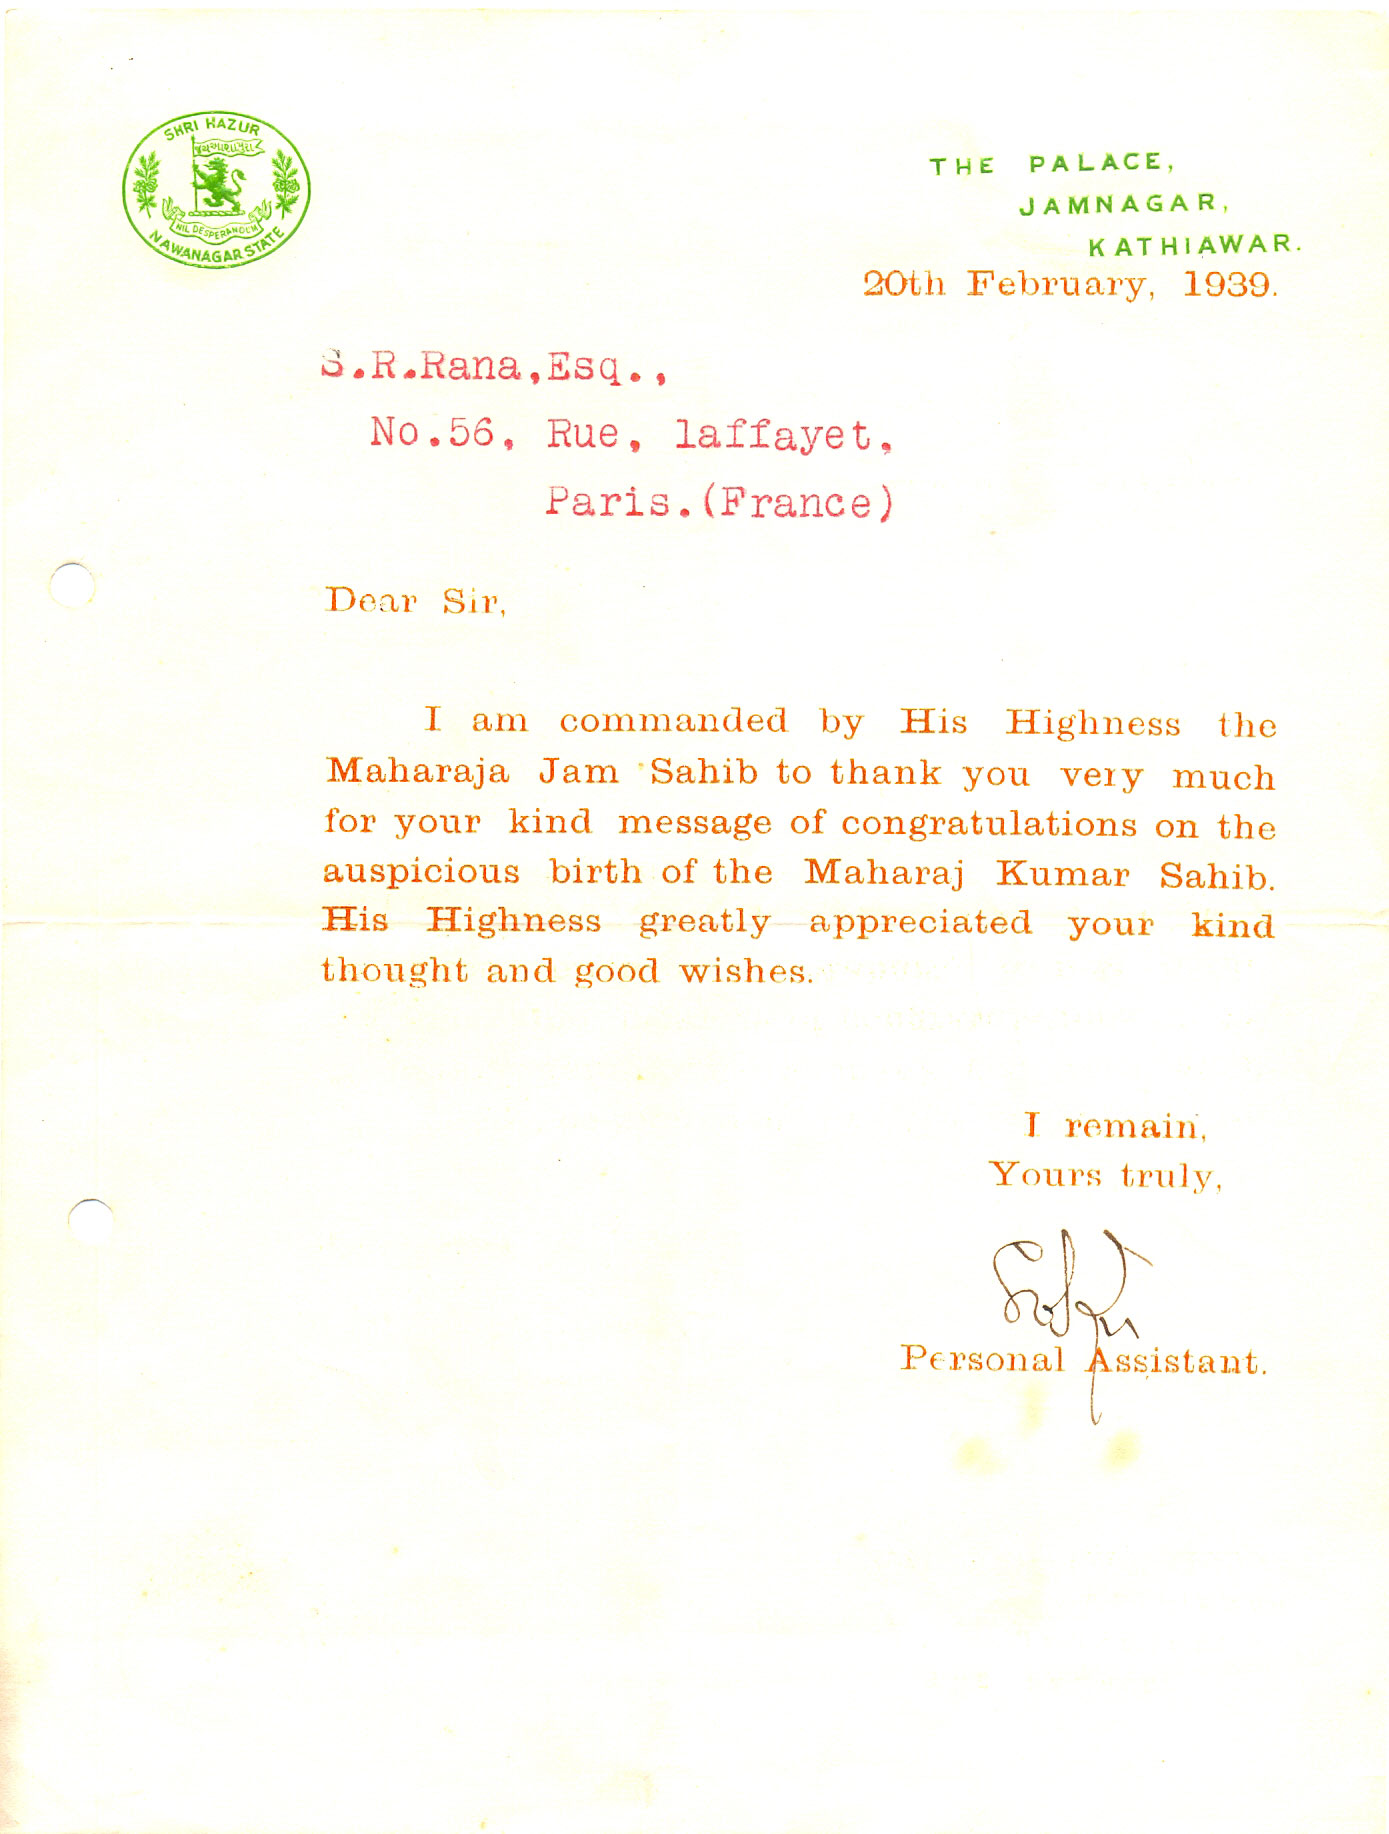 SHRI HAZUR
NIL DESPERANDUM
NAWANAGAR STATE
THE PALACE,
JAMNAGAR,
KATHIAWAR.
20th February, 1939.
S.R.Rana,Esq.,
No.56, Rue, laffayet,
Paris.(France)
Dear Sir,
I am commanded by His Highness the
Maharaja Jam Sahib to thank you very much
for your kind message of congratulations on the
auspicious birth of the Maharaj Kumar Sahib.
His Highness greatly appreciated your kind
thought and good wishes.
I remain,
Yours truly,
Personal Assistant.